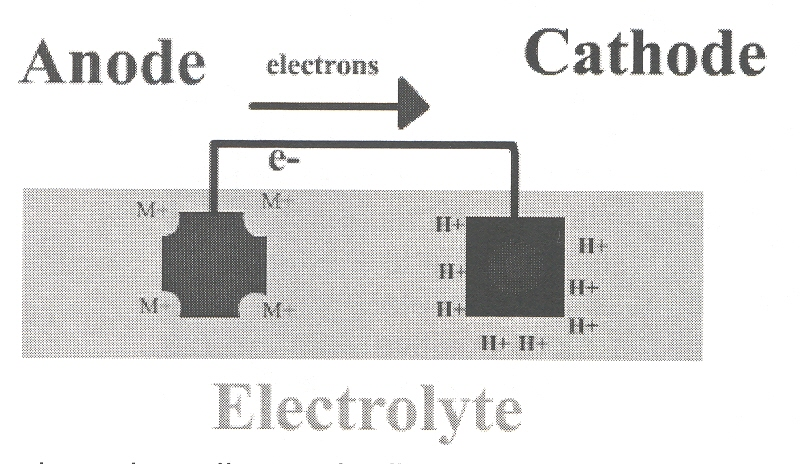 Anode
electrons
Cathode
e-
M+ M+
M+ M+
H+
H+
H+
H+
H+
H+
H+ H+
Electrolyte